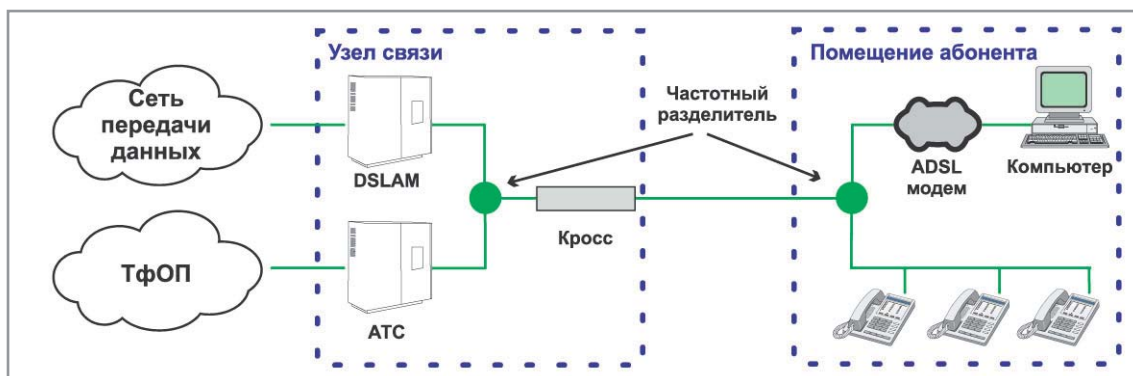 Узел связи
Помещение абонента
Сеть
передачи
данных
DSLAM
Частотный
разделитель
ADSL
модем
Компьютер
Кросс
ТфОП
АТС